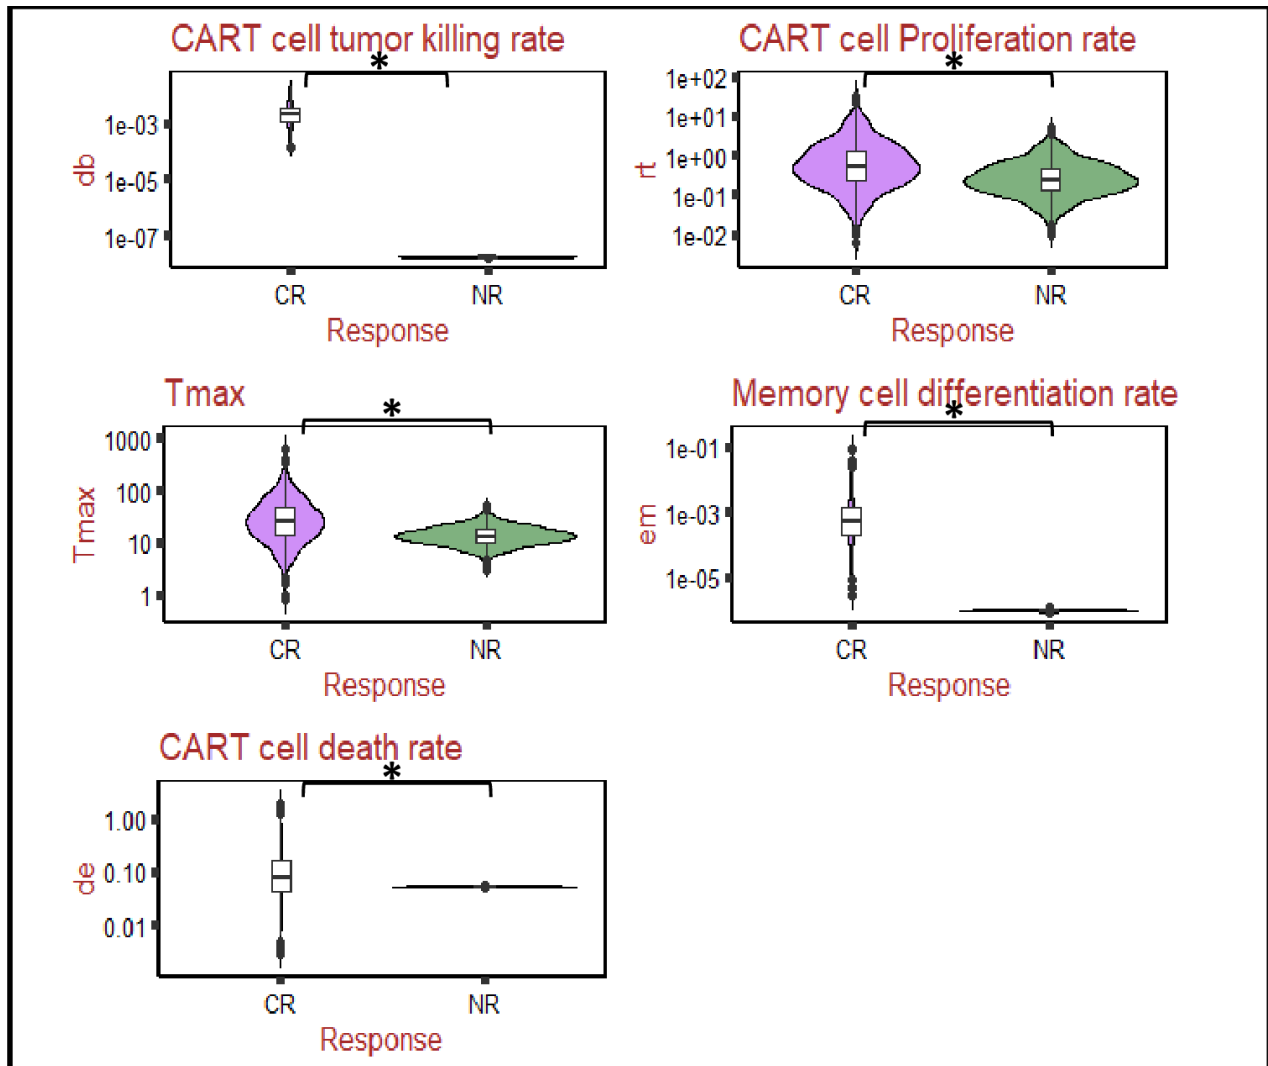 CART cell tumor killing rate
*
db
1e-03
1e-05
1e-07
CR
NR
Response
CART cell Proliferation rate
*
rt
1e+02
1e+01
1e+00
1e-01
1e-02
CR
NR
Response
Tmax
*
Tmax
1000
100
10
1
CR
NR
Response
Memory cell differentiation rate
*
em
1e-01
1e-03
1e-05
CR
NR
Response
CART cell death rate
*
de
1.00
0.10
0.01
CR
NR
Response